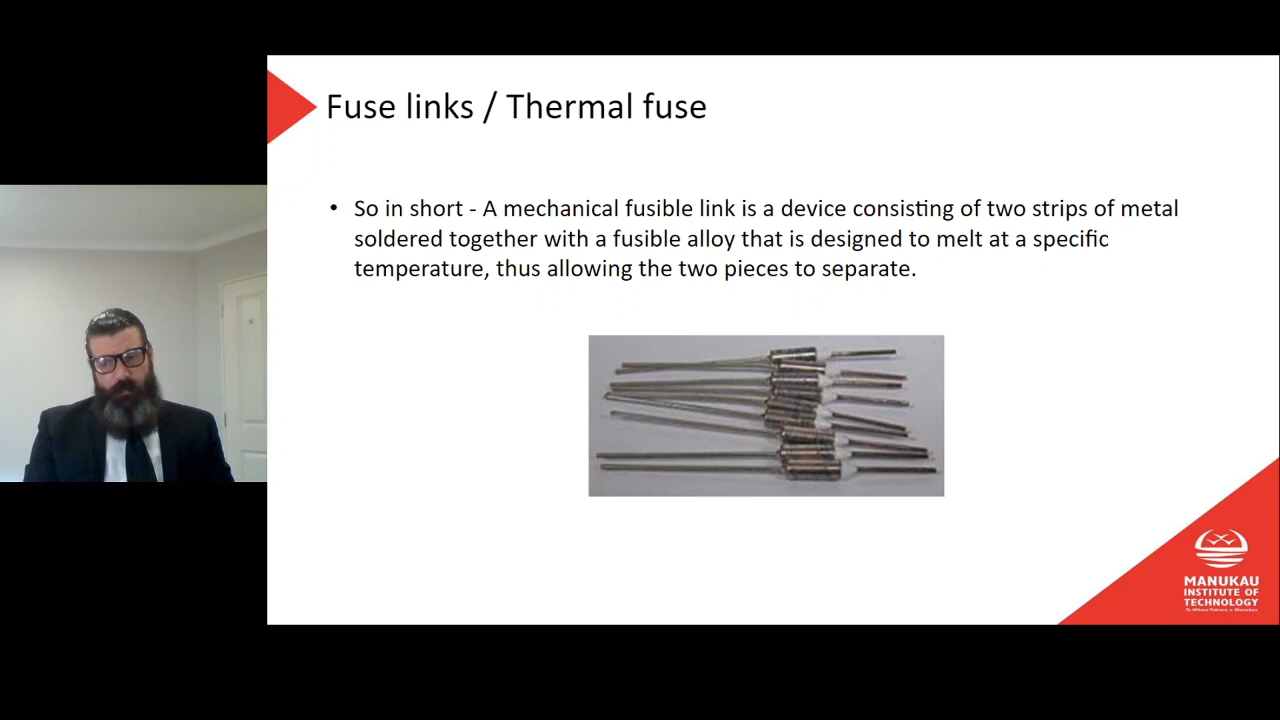 Fuse links / Thermal fuse
• So in short - A mechanical fusible link is a device consisting of two strips of metal
soldered together with a fusible alloy that is designed to melt at a specific
temperature, thus allowing the two pieces to separate.
MANUKAU
INSTITUTE OF
TECHNOLOGY